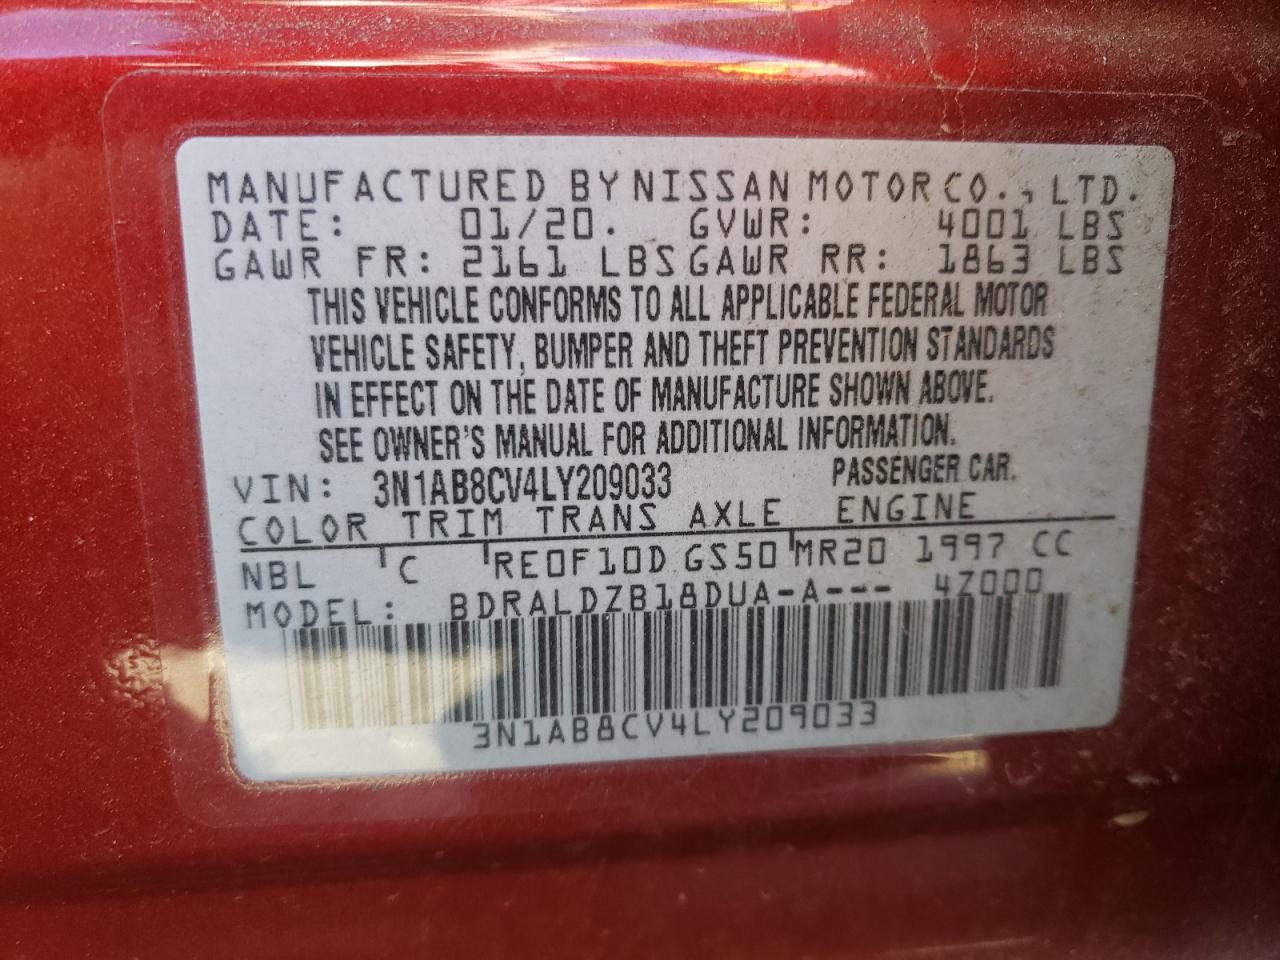 MANUFACTURED BY NISSAN MOTOR CO., LTD.
DATE: 01/20. GVWR: 4001 LBS
GAWR FR: 2161 LBS GAWR RR: 1863 LBS
THIS VEHICLE CONFORMS TO ALL APPLICABLE FEDERAL MOTOR
VEHICLE SAFETY, BUMPER AND THEFT PREVENTION STANDARDS
IN EFFECT ON THE DATE OF MANUFACTURE SHOWN ABOVE.
SEE OWNER'S MANUAL FOR ADDITIONAL INFORMATION.
VIN: 3N1AB8CV4LY209033 PASSENGER CAR.
COLOR TRIM TRANS AXLE ENGINE
NBL C RE0F10D GS50 MR20 1997 CC
MODEL: BDRALDZB18DUA-A--- 4Z000
3N1AB8CV4LY209033